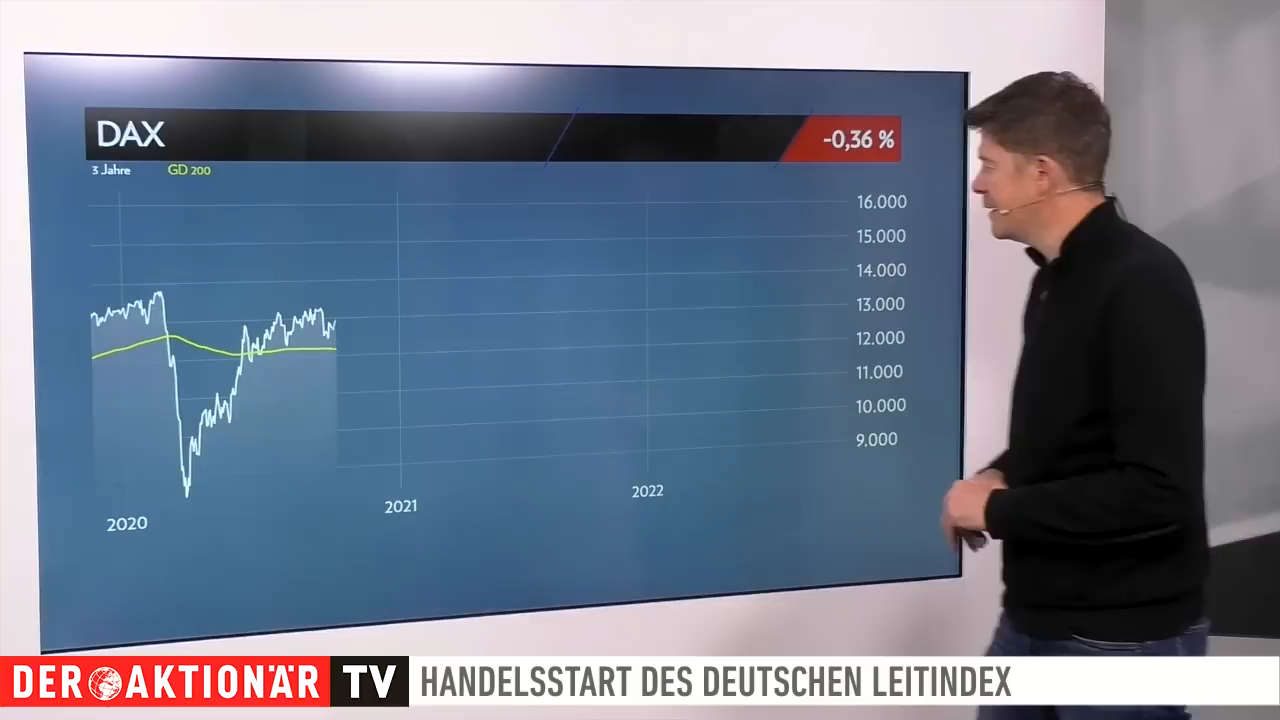 DAX
-0,36 %
3 Jahre
GD 200
16.000
15.000
14.000
13.000
12.000
11.000
10.000
9.000
2020
2021
2022
DER AKTIONÄR TV
HANDELSSTART DES DEUTSCHEN LEITINDEX